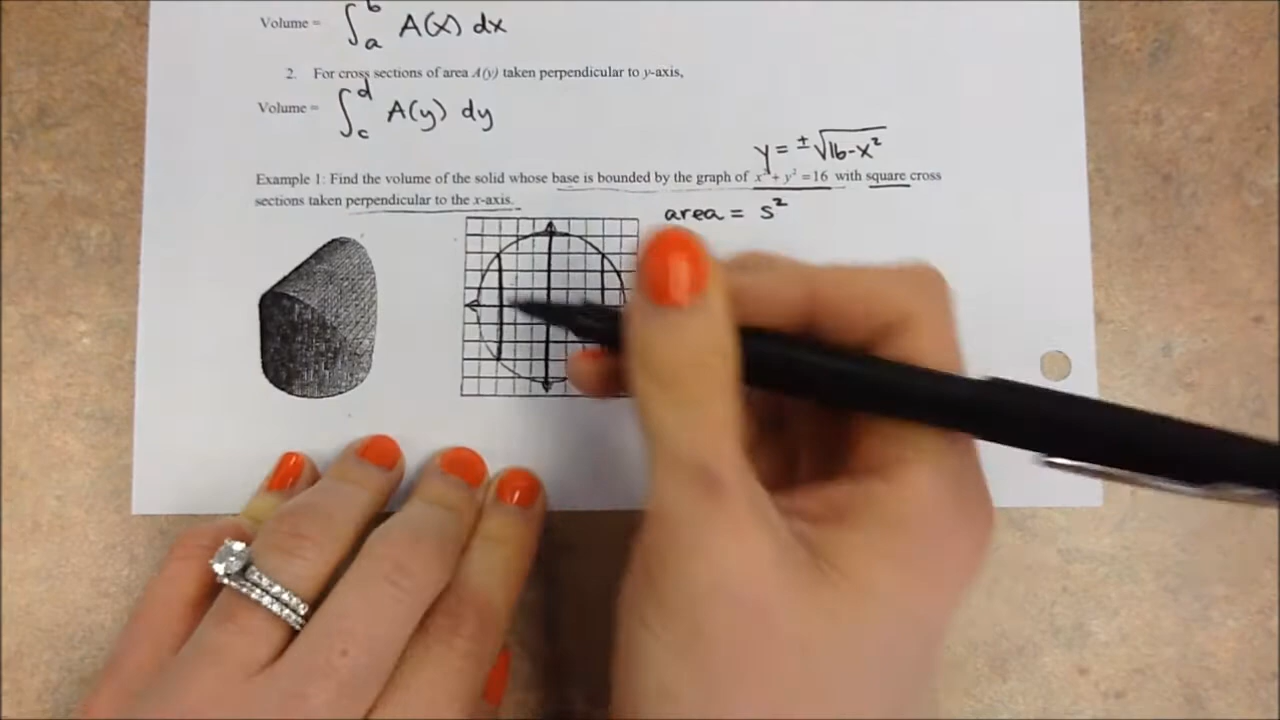 Volume = ∫ₐᵇ A(x) dx
2. For cross sections of area A(y) taken perpendicular to y-axis,
Volume = ∫_c^d A(y) dy
y = ±√16-x²
Example 1: Find the volume of the solid whose base is bounded by the graph of x² + y² = 16 with square cross
sections taken perpendicular to the x-axis.
area = s²